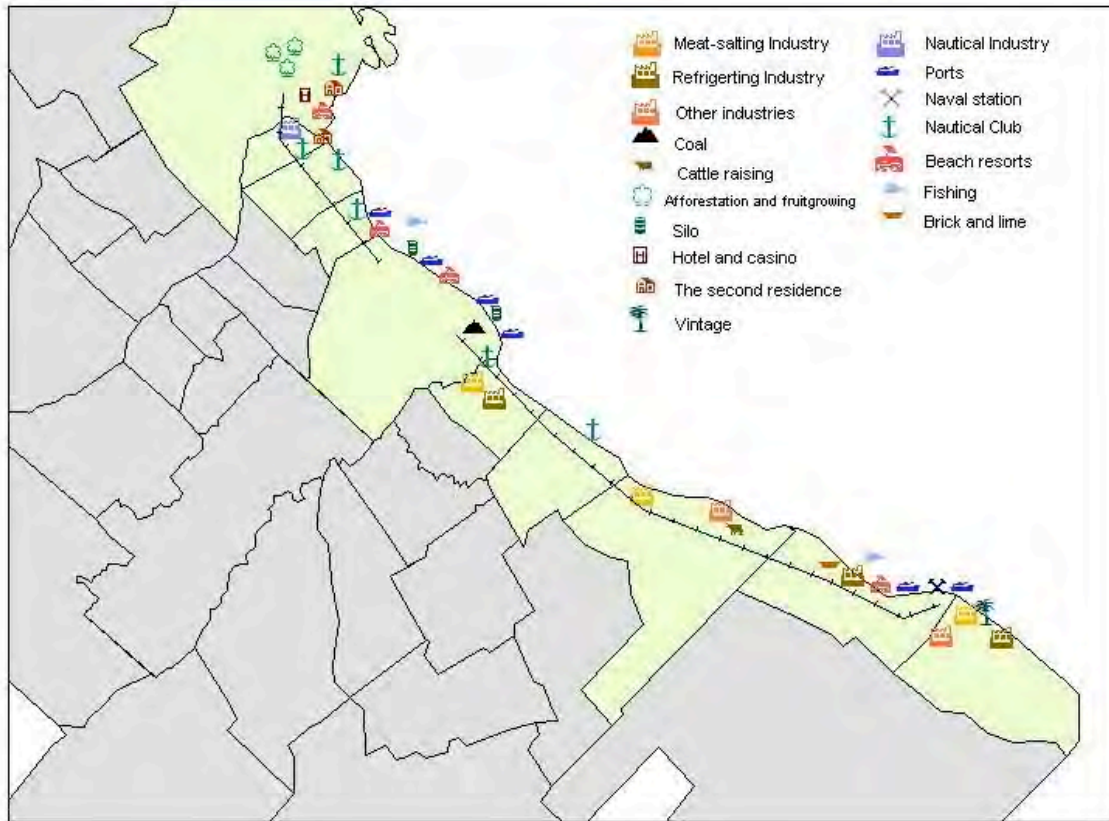 Meat-salting Industry
Refrigerting Industry
Other industries
Coal
Cattle raising
Afforestation and fruitgrowing
Silo
Hotel and casino
The second residence
Vintage
Nautical Industry
Ports
Naval station
Nautical Club
Beach resorts
Fishing
Brick and lime